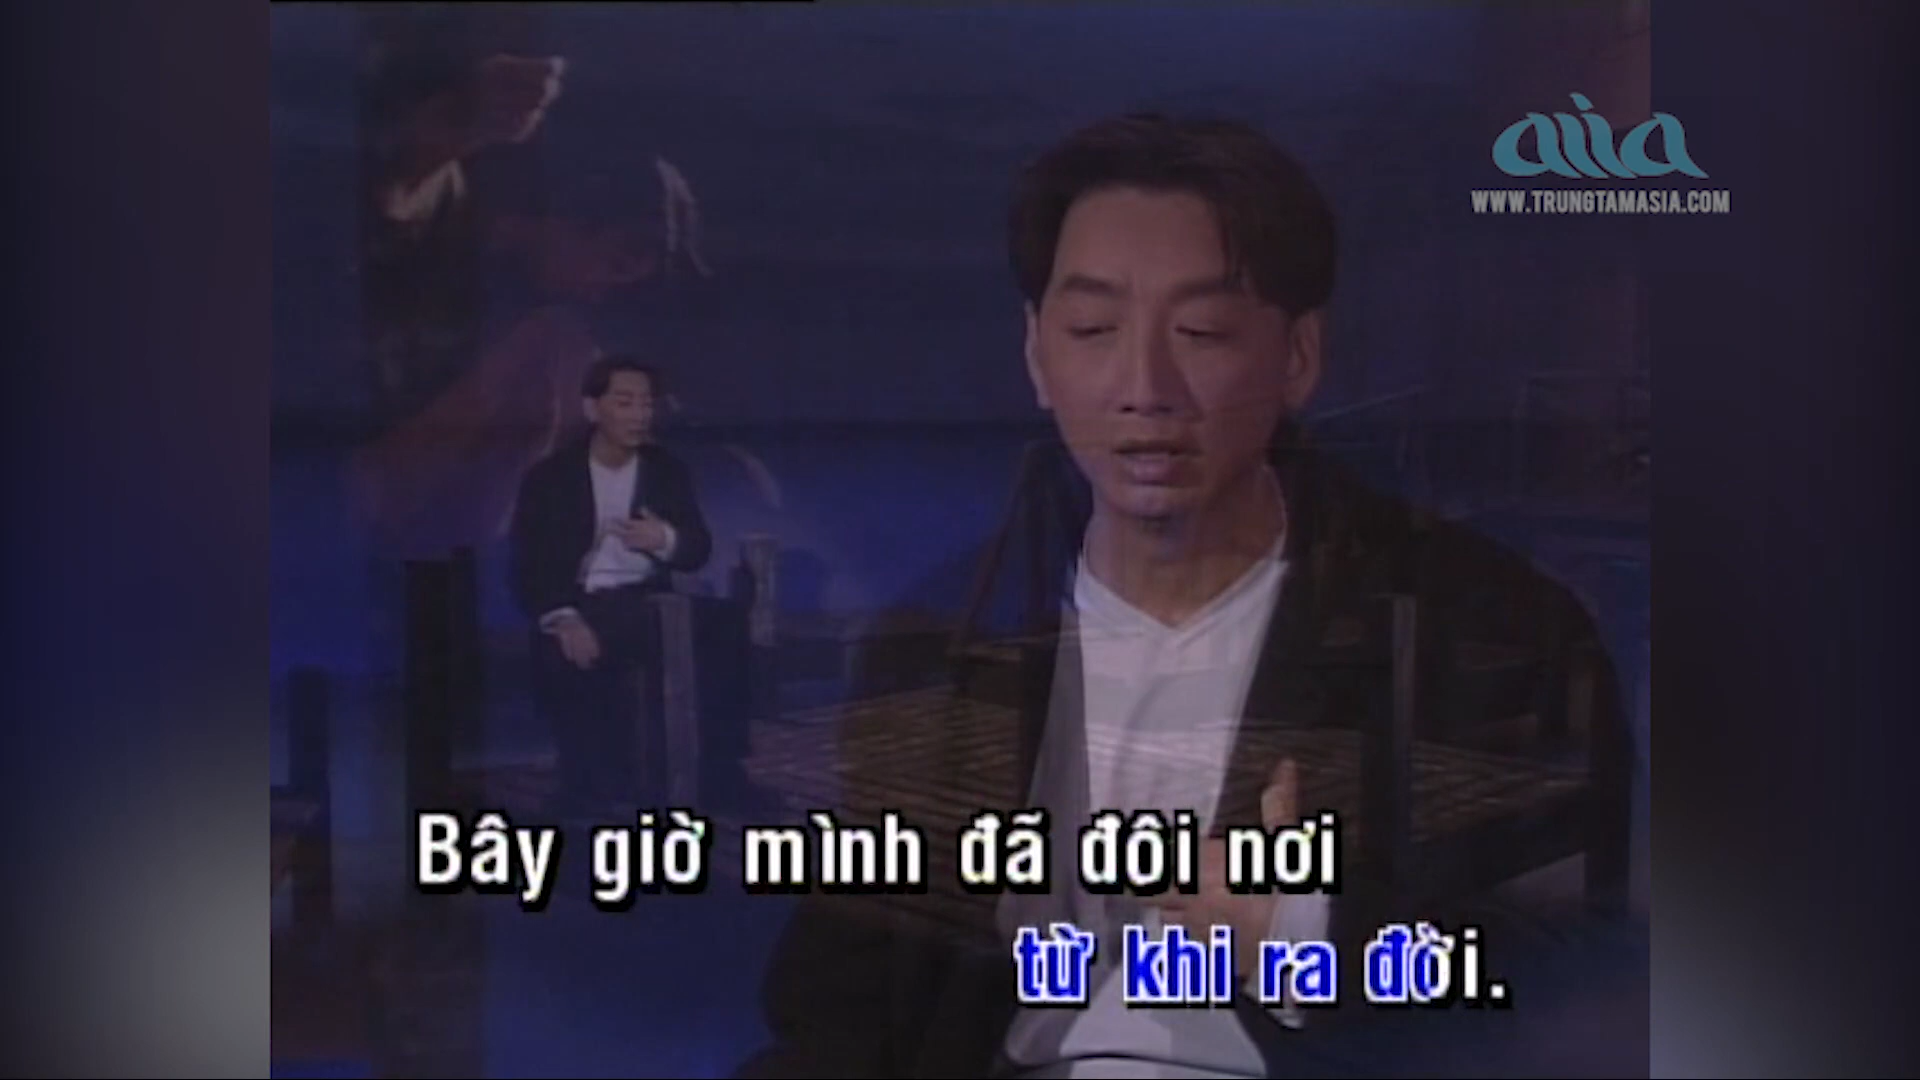 asia
WWW.TRUNGTAMASIA.COM
Bây giờ mình đã đôi nơi
từ khi ra đời.